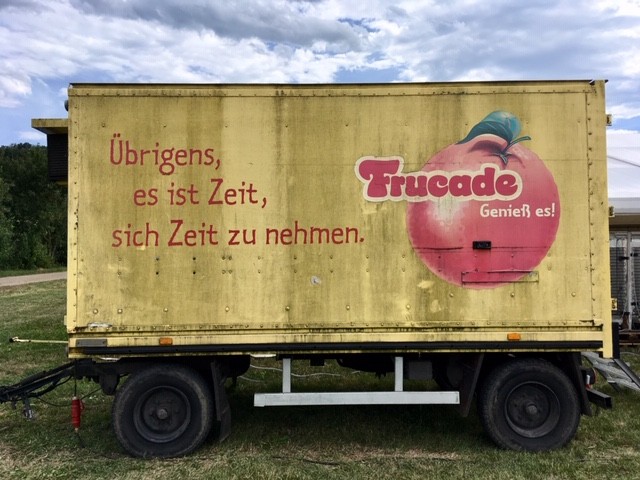 Übrigens,
es ist Zeit,
sich Zeit zu nehmen.
Frucade
Genieß es!